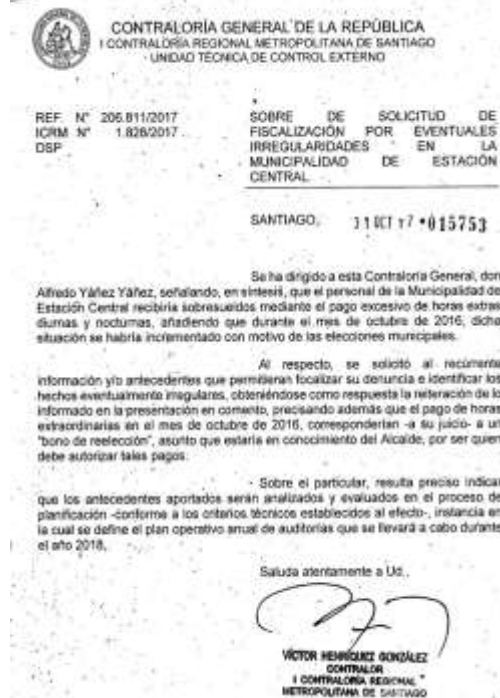 CONTRALORÍA GENERAL DE LA REPÚBLICA
I CONTRALORÍA REGIONAL METROPOLITANA DE SANTIAGO
UNIDAD TÉCNICA DE CONTROL EXTERNO
REF. N° 206.811/2017
ICRM N° 1.828/2017
DSP
SOBRE DE SOLICITUD DE
FISCALIZACIÓN POR EVENTUALES
IRREGULARIDADES EN LA
MUNICIPALIDAD DE ESTACIÓN
CENTRAL.
SANTIAGO, 31 OCT 17 *015753
Se ha dirigido a esta Contraloría General, don
Alfredo Yáñez Yáñez, señalando, en síntesis, que el personal de la Municipalidad de
Estación Central recibiría sobresueldos mediante el pago excesivo de horas extras
diurnas y nocturnas, añadiendo que durante el mes de octubre de 2016, dicha
situación se habría incrementado con motivo de las elecciones municipales.
Al respecto, se solicitó al recurrente
información y/o antecedentes que permitieran focalizar su denuncia e identificar los
hechos eventualmente irregulares, obteniéndose como respuesta la reiteración de lo
informado en la presentación en comento, precisando además que el pago de horas
extraordinarias en el mes de octubre de 2016, corresponderían -a su juicio- a un
"bono de reelección", asunto que estaría en conocimiento del Alcalde, por ser quien
debe autorizar tales pagos.
Sobre el particular, resulta preciso indicar
que los antecedentes aportados serán analizados y evaluados en el proceso de
planificación -conforme a los criterios técnicos establecidos al efecto-, instancia en
la cual se define el plan operativo anual de auditorías que se llevará a cabo durante
el año 2018.
Saluda atentamente a Ud.,
VÍCTOR HENRÍQUEZ GONZÁLEZ
CONTRALOR
I CONTRALORÍA REGIONAL
METROPOLITANA DE SANTIAGO